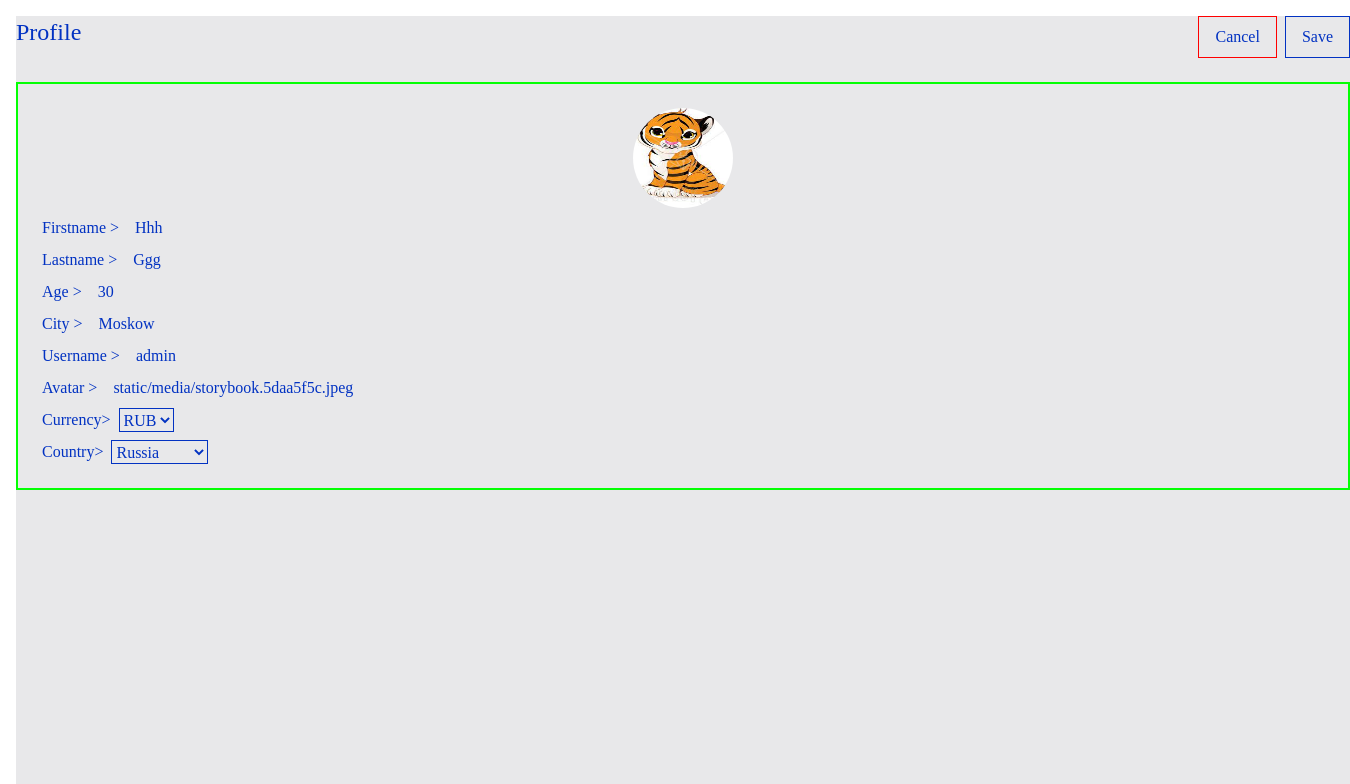 Profile
Cancel
Save
Firstname > Hhh
Lastname > Ggg
Age > 30
City > Moskow
Username > admin
Avatar > static/media/storybook.5daa5f5c.jpeg
Currency> RUB
Country> Russia